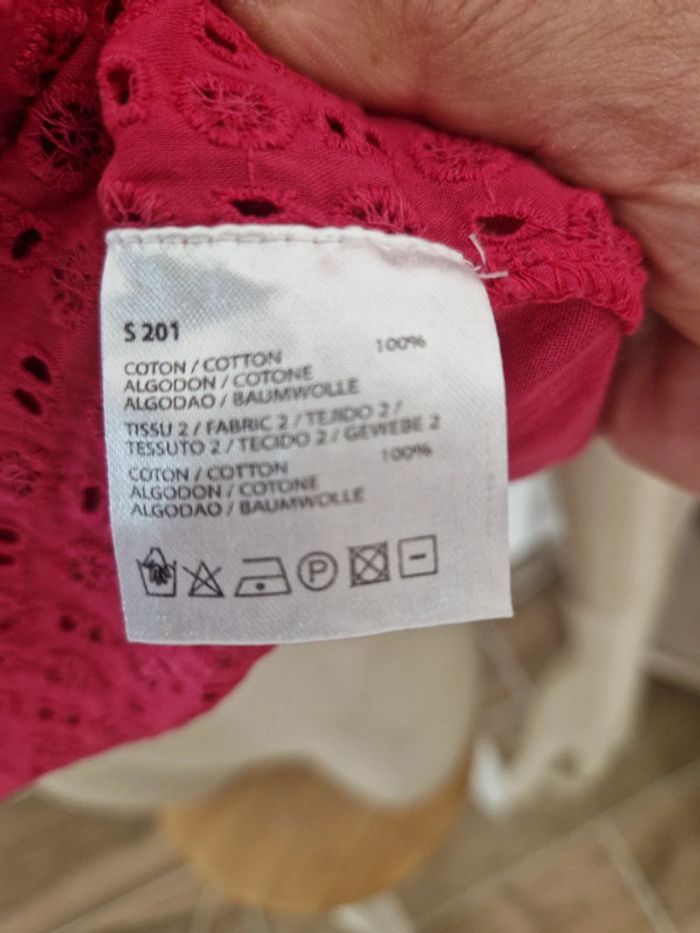 S 201
COTON / COTTON 100%
ALGODON / COTONE
ALGODAO / BAUMWOLLE
TISSU 2 / FABRIC 2 / TEJIDO 2 /
TESSUTO 2 / TECIDO 2 / GEWEBE 2
COTON / COTTON 100%
ALGODON / COTONE
ALGODAO / BAUMWOLLE
P